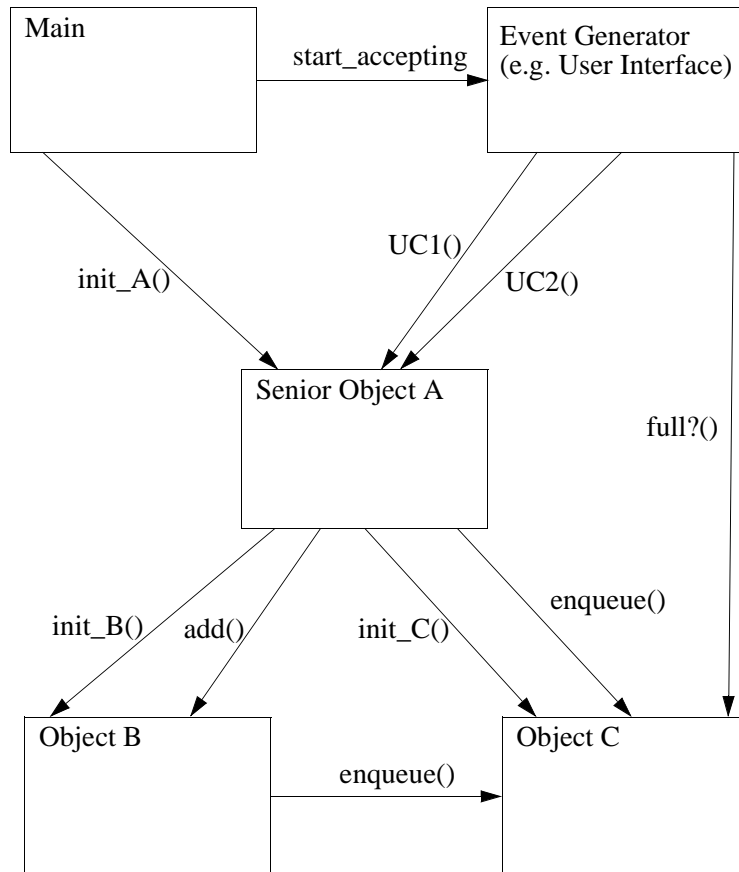 Main
Event Generator
(e.g. User Interface)
start_accepting
UC1()
init_A()
UC2()
Senior Object A
full?()
enqueue()
init_B()
add()
init_C()
Object B
Object C
enqueue()